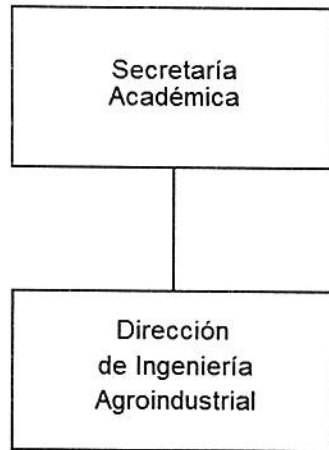 Secretaría
Académica
Dirección
de Ingeniería
Agroindustrial